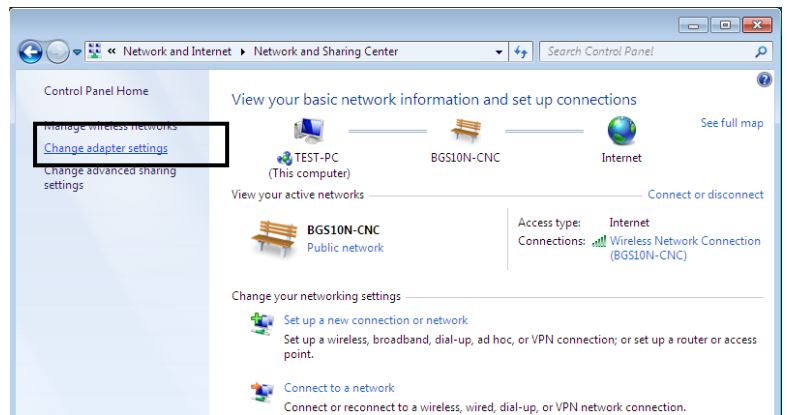 « Network and Internet ▸ Network and Sharing Center
Search Control Panel
Control Panel Home
Manage wireless networks
Change adapter settings
Change advanced sharing
settings
View your basic network information and set up connections
See full map
TEST-PC
(This computer)
BGS10N-CNC
Internet
View your active networks
Connect or disconnect
BGS10N-CNC
Public network
Access type: Internet
Connections: Wireless Network Connection
(BGS10N-CNC)
Change your networking settings
Set up a new connection or network
Set up a wireless, broadband, dial-up, ad hoc, or VPN connection; or set up a router or access
point.
Connect to a network
Connect or reconnect to a wireless, wired, dial-up, or VPN network connection.